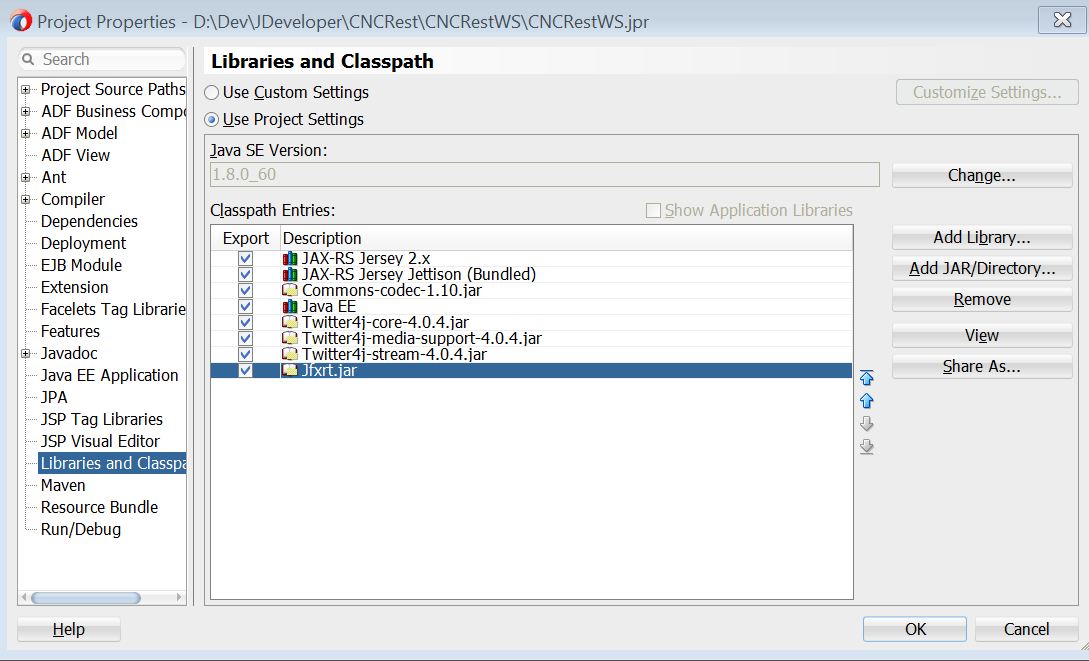 Project Properties - D:\Dev\JDeveloper\CNCRest\CNCRestWS\CNCRestWS.jpr
Search
Project Source Paths
ADF Business Compo
ADF Model
ADF View
Ant
Compiler
Dependencies
Deployment
EJB Module
Extension
Facelets Tag Librarie
Features
Javadoc
Java EE Application
JPA
JSP Tag Libraries
JSP Visual Editor
Libraries and Classpa
Maven
Resource Bundle
Run/Debug
Libraries and Classpath
Use Custom Settings
Customize Settings...
Use Project Settings
Java SE Version:
1.8.0_60
Change...
Classpath Entries:
Show Application Libraries
Export Description
JAX-RS Jersey 2.x
JAX-RS Jersey Jettison (Bundled)
Commons-codec-1.10.jar
Java EE
Twitter4j-core-4.0.4.jar
Twitter4j-media-support-4.0.4.jar
Twitter4j-stream-4.0.4.jar
Jfxrt.jar
Add Library...
Add JAR/Directory...
Remove
View
Share As...
Help
OK
Cancel